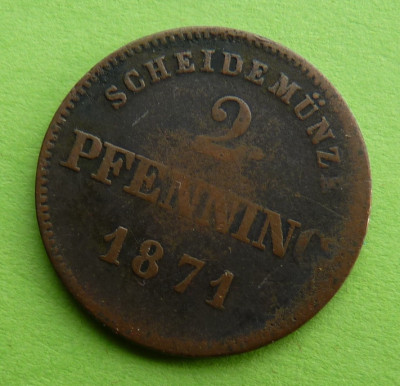 SCHEIDEMÜNZE
2
PFENNING
1871